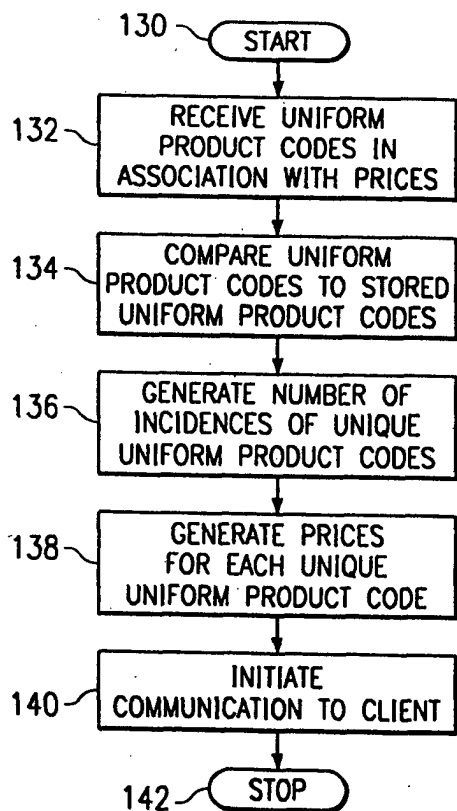 130
START
132
RECEIVE UNIFORM
PRODUCT CODES IN
ASSOCIATION WITH PRICES
134
COMPARE UNIFORM
PRODUCT CODES TO STORED
UNIFORM PRODUCT CODES
136
GENERATE NUMBER OF
INCIDENCES OF UNIQUE
UNIFORM PRODUCT CODES
138
GENERATE PRICES
FOR EACH UNIQUE
UNIFORM PRODUCT CODE
140
INITIATE
COMMUNICATION TO CLIENT
142
STOP